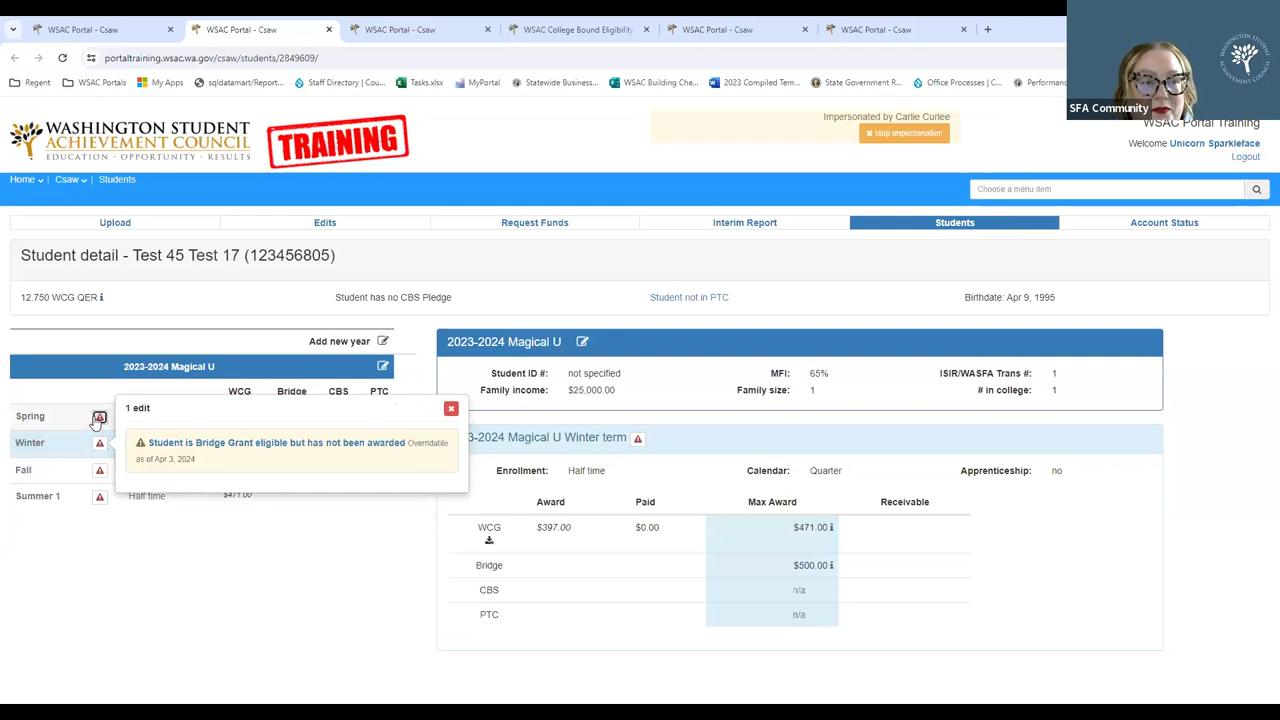 WSAC Portal - Csaw
WSAC Portal - Csaw
WSAC Portal - Csaw
WSAC College Bound Eligibility
WSAC Portal - Csaw
WSAC Portal - Csaw
portaltraining.wsac.wa.gov/csaw/students/2849609/
Regent
WSAC Portals
My Apps
sqldatamart/Report...
Staff Directory | Cou...
Tasks.xlsx
MyPortal
Statewide Business...
WSAC Building Che...
2023 Compiled Tem...
State Government R...
Office Processes | C...
Performanc
SFA Community
WASHINGTON STUDENT
ACHIEVEMENT COUNCIL
WASHINGTON STUDENT
ACHIEVEMENT COUNCIL
EDUCATION · OPPORTUNITY · RESULTS
TRAINING
Impersonated by Carlie Curlee
stop impersonation
WSAC Portal Training
Welcome Unicorn Sparkleface
Logout
Home | Csaw | Students
Choose a menu item
Upload
Edits
Request Funds
Interim Report
Students
Account Status
Student detail - Test 45 Test 17 (123456805)
12.750 WCG QER
Student has no CBS Pledge
Student not in PTC
Birthdate: Apr 9, 1995
Add new year
2023-2024 Magical U
WCG Bridge CBS PTC
Spring
Winter
Fall
Summer 1 Half time $471.00
1 edit
Student is Bridge Grant eligible but has not been awarded Overridable
as of Apr 3, 2024
2023-2024 Magical U
Student ID #: not specified MFI: 65% ISIR/WASFA Trans #: 1
Family income: $25,000.00 Family size: 1 # in college: 1
3-2024 Magical U Winter term
Enrollment: Half time Calendar: Quarter Apprenticeship: no
Award Paid Max Award Receivable
WCG $397.00 $0.00 $471.00
Bridge $500.00
CBS n/a
PTC n/a